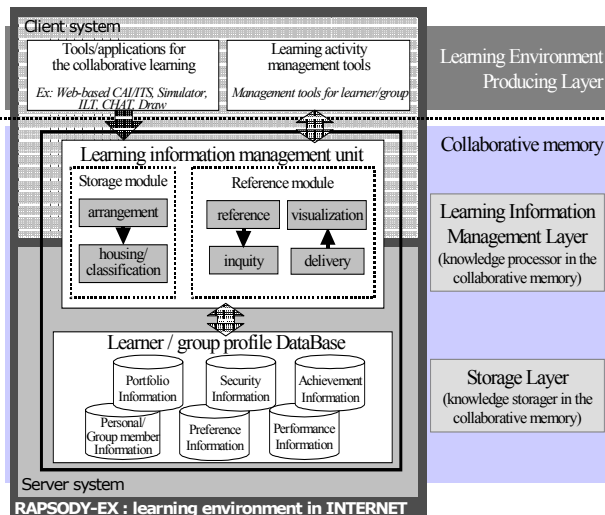 Client system
Tools/applications for
the collaborative learning
Ex: Web-based CAI/ITS, Simulator,
ILT, CHAT, Draw
Learning activity
management tools
Management tools for learner/group
Learning Environment
Producing Layer
Collaborative memory
Learning information management unit
Storage module
arrangement
housing/
classification
Reference module
reference
visualization
inquity
delivery
Learning Information
Management Layer
(knowledge processor in the
collaborative memory)
Learner / group profile DataBase
Portfolio
Information
Security
Information
Achievement
Information
Personal/
Group member
Information
Preference
Information
Performance
Information
Storage Layer
(knowledge storager in the
collaborative memory)
Server system
RAPSODY-EX : learning environment in INTERNET